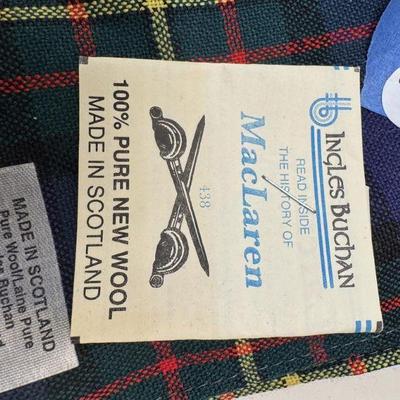 INGLES BUCHAN
READ INSIDE
THE HISTORY OF
MacLaren
438
100% PURE NEW WOOL
MADE IN SCOTLAND
MADE IN SCOTLAND
Pure Wool/Laine Pure
Buchan